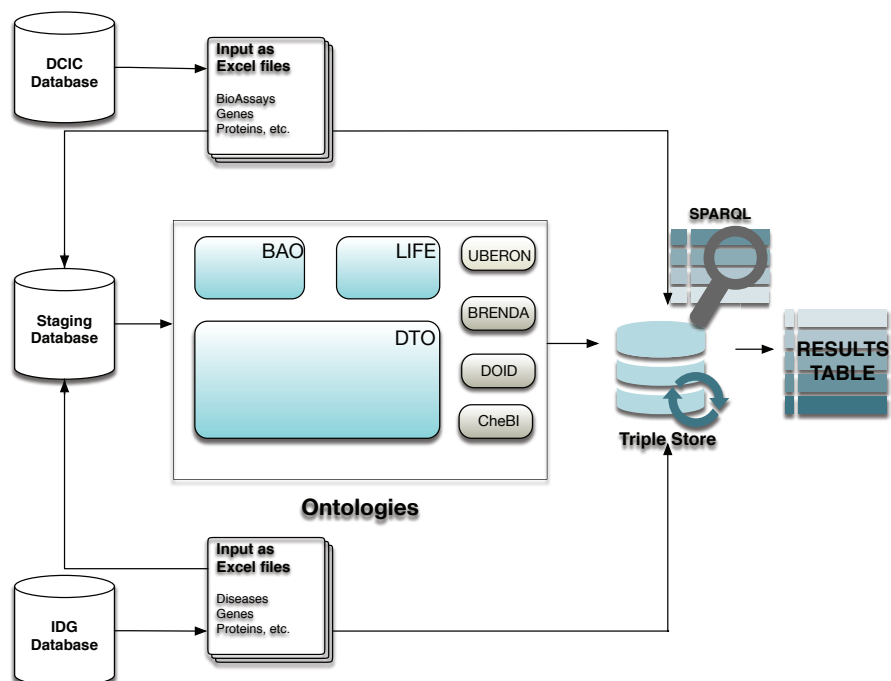 DCIC
Database
Input as
Excel files
BioAssays
Genes
Proteins, etc.
SPARQL
BAO
LIFE
UBERON
BRENDA
Staging
Database
DTO
DOID
CheBI
RESULTS
TABLE
Triple Store
Ontologies
Input as
Excel files
Diseases
Genes
Proteins, etc.
IDG
Database